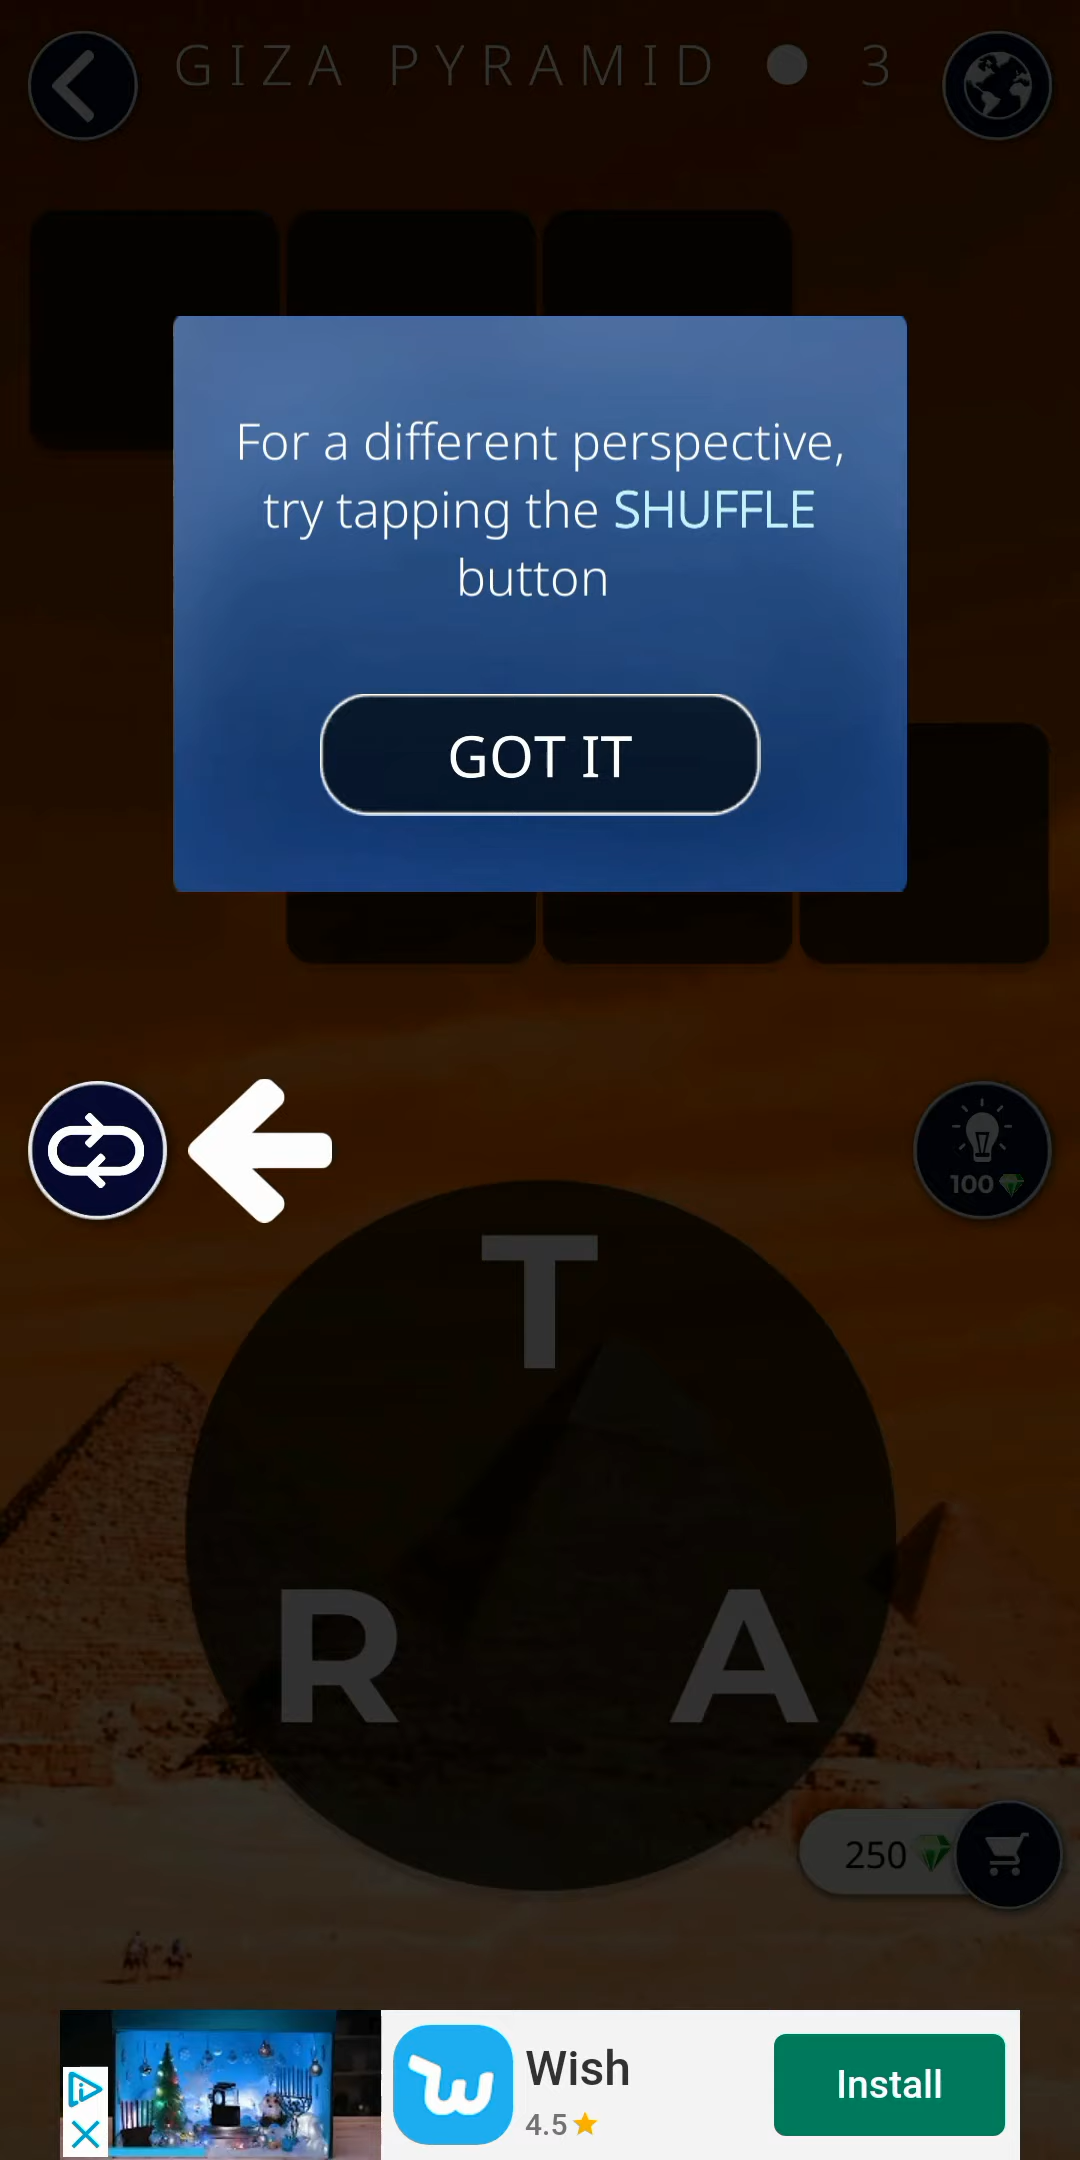 GIZA PYRAMID ● 3
For a different perspective,
try tapping the SHUFFLE
button
GOT IT
100
T
R A
250
Wish
4.5
Install